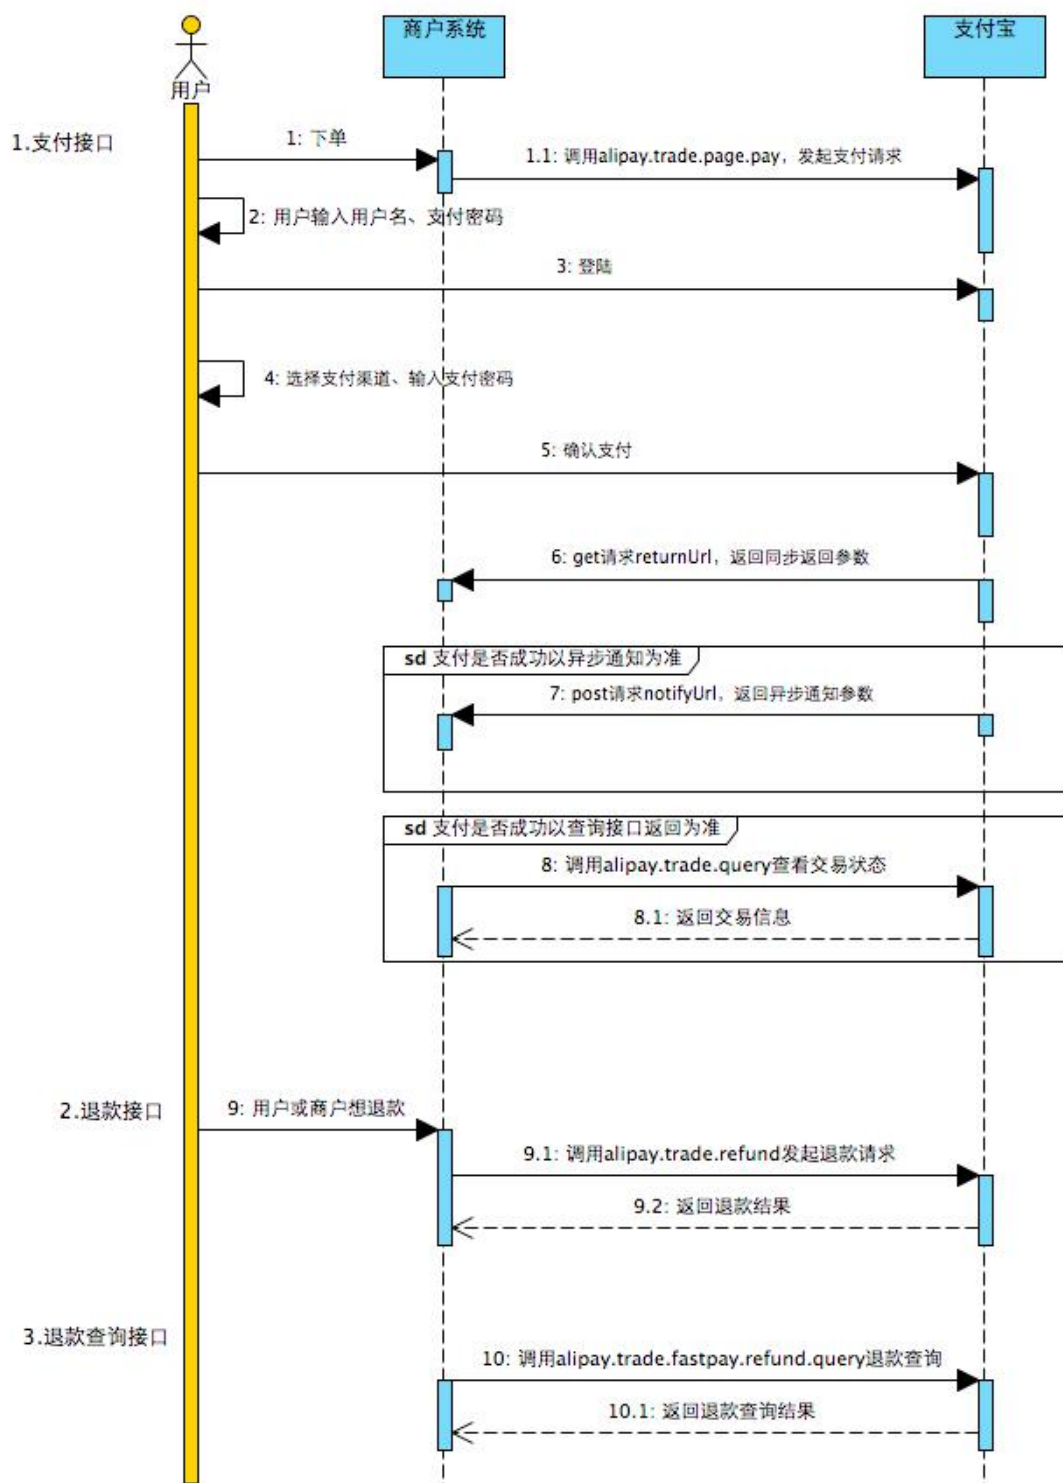 商户系统
支付宝
用户
1.支付接口
1: 下单
1.1: 调用alipay.trade.page.pay，发起支付请求
2: 用户输入用户名、支付密码
3: 登陆
4: 选择支付渠道、输入支付密码
5: 确认支付
6: get请求returnUrl，返回同步返回参数
sd 支付是否成功以异步通知为准
7: post请求notifyUrl，返回异步通知参数
sd 支付是否成功以查询接口返回为准
8: 调用alipay.trade.query查看交易状态
8.1: 返回交易信息
2.退款接口
9: 用户或商户想退款
9.1: 调用alipay.trade.refund发起退款请求
9.2: 返回退款结果
3.退款查询接口
10: 调用alipay.trade.fastpay.refund.query退款查询
10.1: 返回退款查询结果